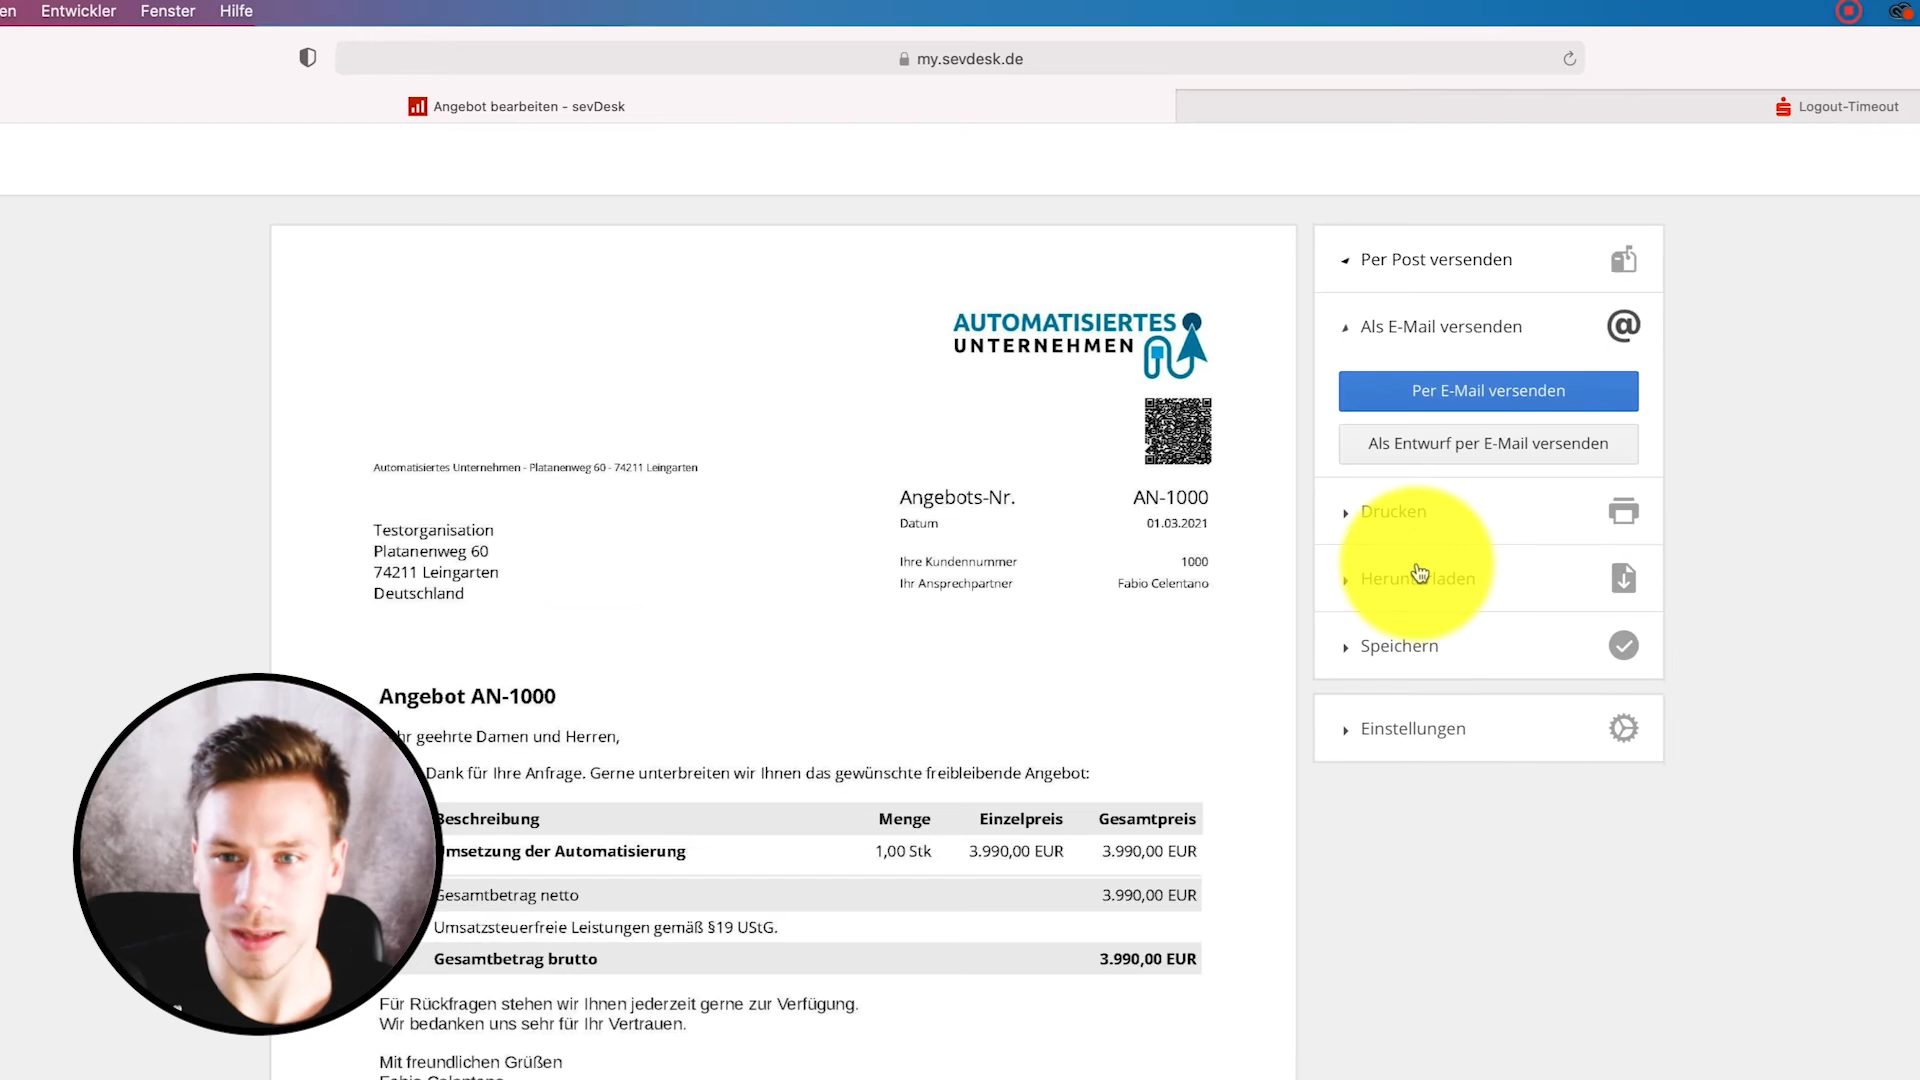 en Entwickler Fenster Hilfe
my.sevdesk.de
Angebot bearbeiten - sevDesk
Logout-Timeout
AUTOMATISIERTES
UNTERNEHMEN
Automatisiertes Unternehmen - Platanenweg 60 - 74211 Leingarten
Testorganisation
Platanenweg 60
74211 Leingarten
Deutschland
Angebots-Nr. AN-1000
Datum 01.03.2021
Ihre Kundennummer 1000
Ihr Ansprechpartner Fabio Celentano
Angebot AN-1000
hr geehrte Damen und Herren,
Dank für Ihre Anfrage. Gerne unterbreiten wir Ihnen das gewünschte freibleibende Angebot:
Beschreibung Menge Einzelpreis Gesamtpreis
Umsetzung der Automatisierung 1,00 Stk 3.990,00 EUR 3.990,00 EUR
Gesamtbetrag netto 3.990,00 EUR
Umsatzsteuerfreie Leistungen gemäß §19 UStG.
Gesamtbetrag brutto 3.990,00 EUR
Für Rückfragen stehen wir Ihnen jederzeit gerne zur Verfügung.
Wir bedanken uns sehr für Ihr Vertrauen.
Mit freundlichen Grüßen
Fabio Celentano
Per Post versenden
Als E-Mail versenden
Per E-Mail versenden
Als Entwurf per E-Mail versenden
Drucken
Herunterladen
Speichern
Einstellungen